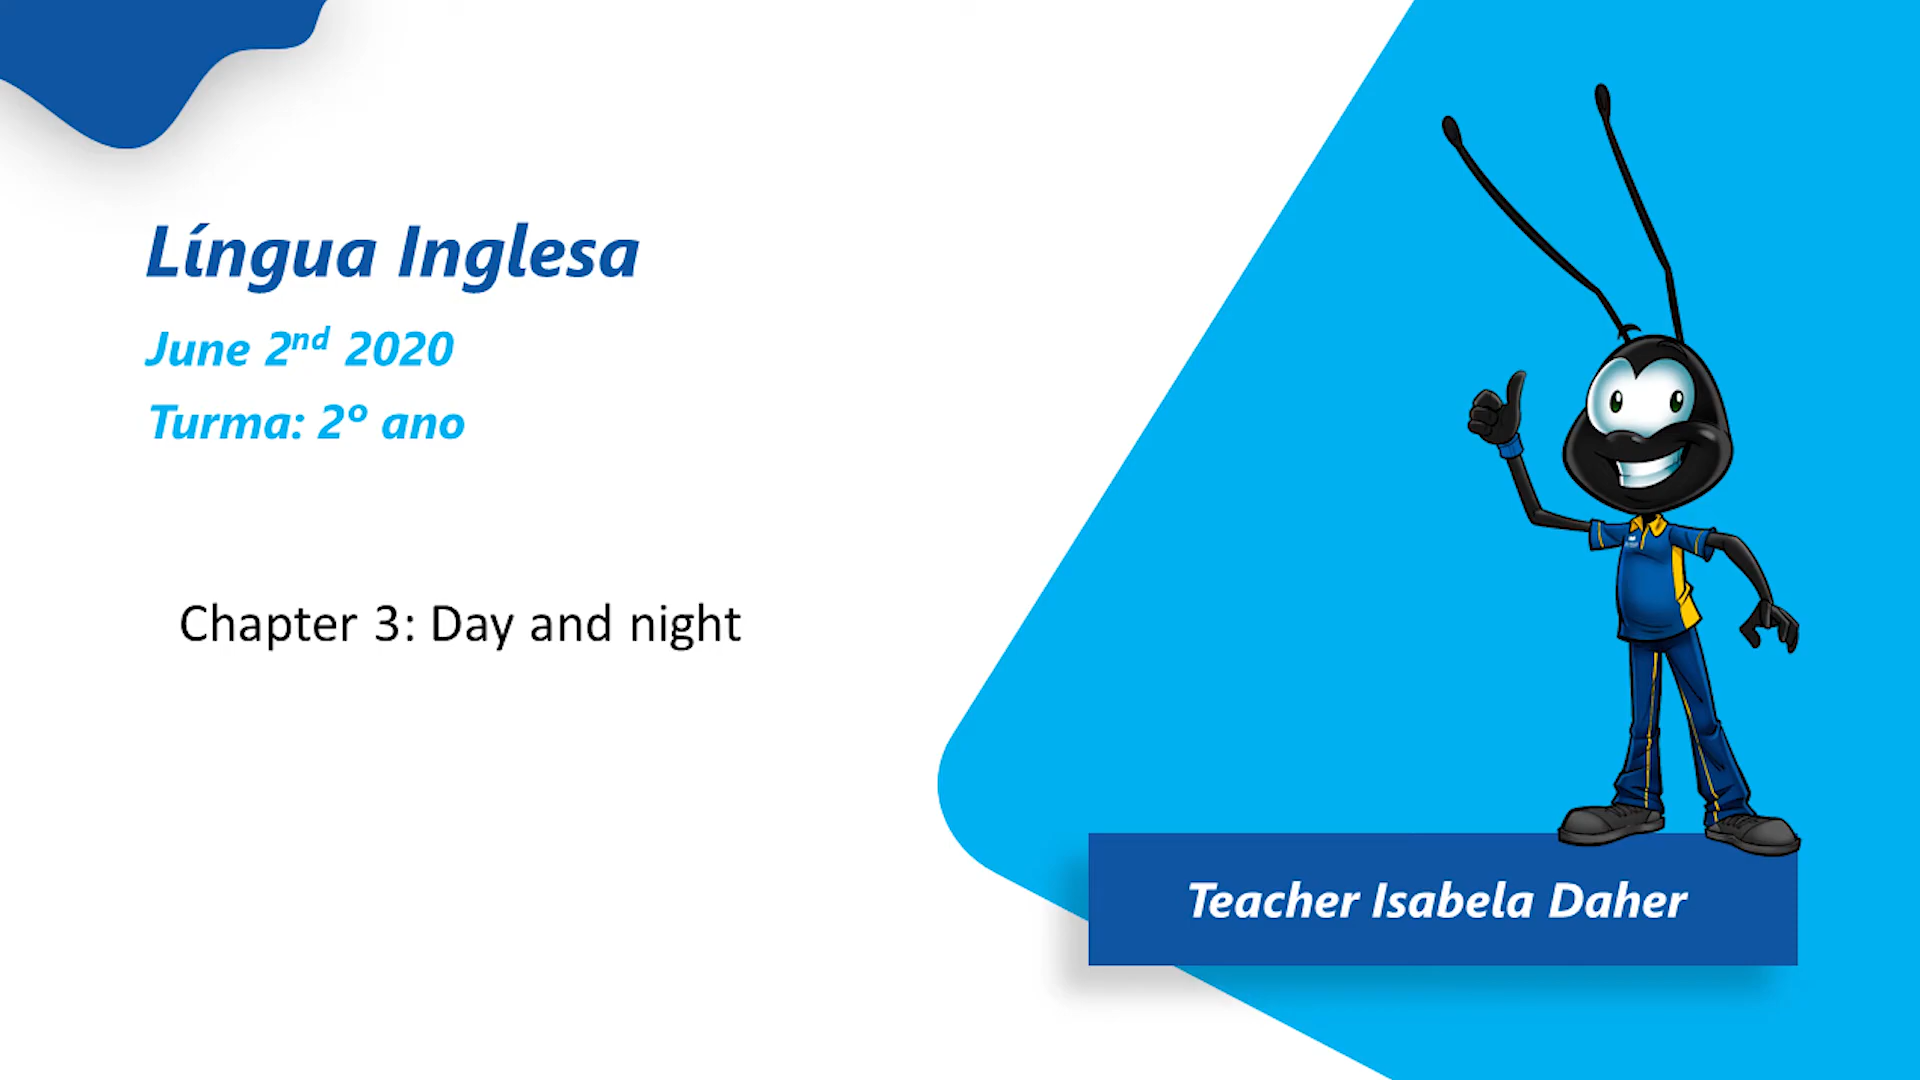 Língua Inglesa
June 2nd 2020
Turma: 2º ano
Chapter 3: Day and night
Teacher Isabela Daher